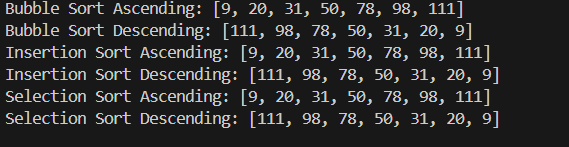 Bubble Sort Ascending: [9, 20, 31, 50, 78, 98, 111]
Bubble Sort Descending: [111, 98, 78, 50, 31, 20, 9]
Insertion Sort Ascending: [9, 20, 31, 50, 78, 98, 111]
Insertion Sort Descending: [111, 98, 78, 50, 31, 20, 9]
Selection Sort Ascending: [9, 20, 31, 50, 78, 98, 111]
Selection Sort Descending: [111, 98, 78, 50, 31, 20, 9]